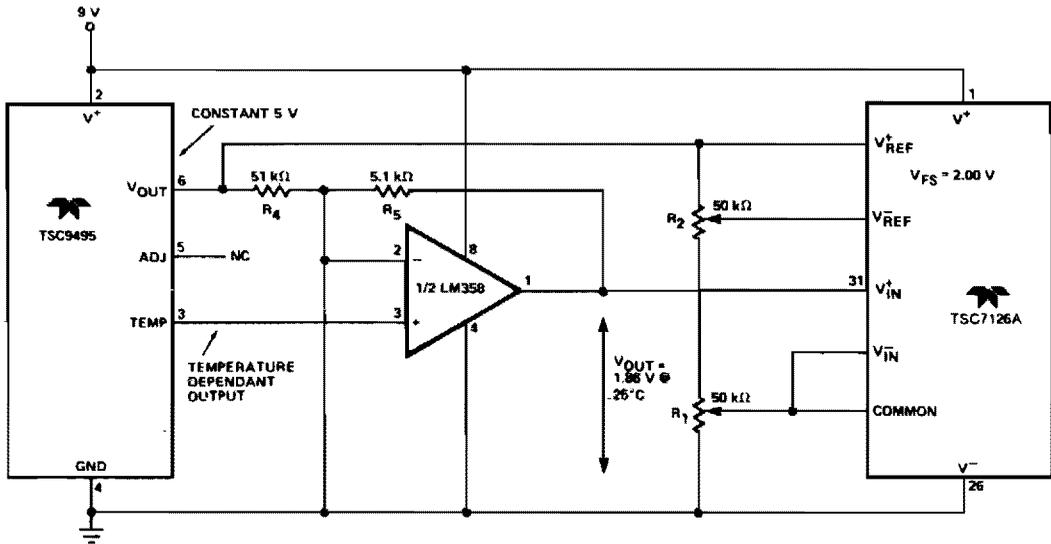 9 V
2
V+
CONSTANT 5 V
VOUT
6
51 kΩ
R4
5.1 kΩ
R5
TSC9495
ADJ
5
NC
TEMP
3
TEMPERATURE
DEPENDANT
OUTPUT
GND
4
2
−
8
1/2 LM358
1
3
+
4
VOUT =
1.86 V @
25°C
R2
50 kΩ
R1
50 kΩ
1
V+
V+REF
VFS = 2.00 V
V−REF
31
V+IN
TSC7126A
V−IN
COMMON
V−
26